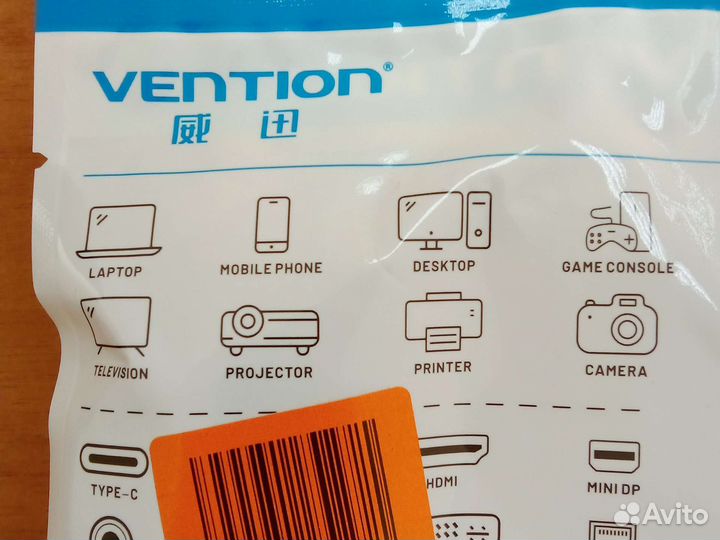 VENTION®
威迅
LAPTOP MOBILE PHONE DESKTOP GAME CONSOLE
TELEVISION PROJECTOR PRINTER CAMERA
TYPE-C HDMI MINI DP
Avito